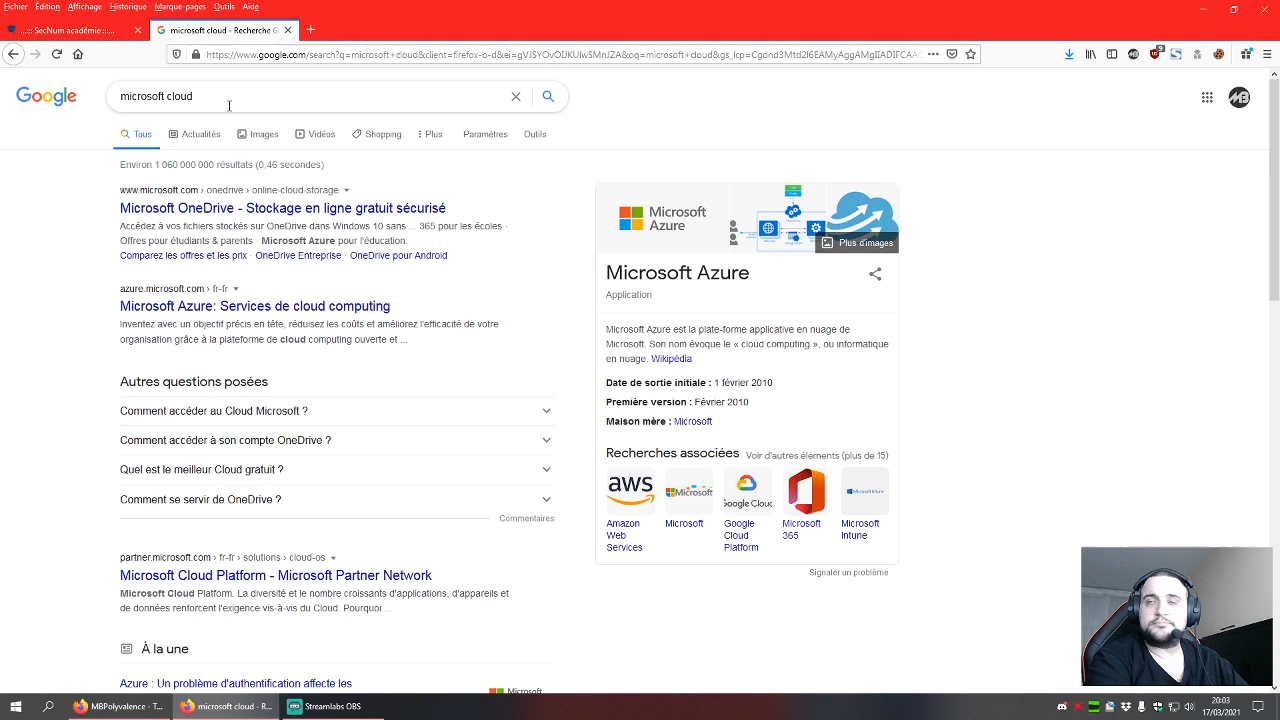 Fichier Édition Affichage Historique Marque-pages Outils Aide
..::: SecNum académie :::...
microsoft cloud - Recherche G
https://www.google.com/search?q=microsoft+cloud&client=firefox-b-d&ei=
microsoft cloud
Google
Tous Actualités Images Vidéos Shopping Plus Paramètres Outils
Environ 1 060 000 000 résultats (0,46 secondes)
www.microsoft.com › onedrive › online-cloud-storage
Microsoft OneDrive - Stockage en ligne gratuit sécurisé
Accédez à vos fichiers stockés sur OneDrive dans Windows 10 sans ... 365 pour les écoles ·
Offres pour étudiants & parents · Microsoft Azure pour l'éducation.
Comparez les offres et les prix · OneDrive Entreprise · OneDrive pour Android
azure.microsoft.com › fr-fr
Microsoft Azure: Services de cloud computing
Inventez avec un objectif précis en tête, réduisez les coûts et améliorez l'efficacité de votre
organisation grâce à la plateforme de cloud computing ouverte et ...
Autres questions posées
Comment accéder au Cloud Microsoft ?
Comment accéder à son compte OneDrive ?
Quel est le meilleur Cloud gratuit ?
Comment se servir de OneDrive ?
Commentaires
partner.microsoft.com › fr-fr › solutions › cloud-os
Microsoft Cloud Platform - Microsoft Partner Network
Microsoft Cloud Platform. La diversité et le nombre croissants d'applications, d'appareils et
de données renforcent l'exigence vis-à-vis du Cloud. Pourquoi ...
À la une
Azure : Un problème d'authentification affecte les
Microsoft
Microsoft
Azure
Plus d'images
Microsoft Azure
Application
Microsoft Azure est la plate-forme applicative en nuage de
Microsoft. Son nom évoque le « cloud computing », ou informatique
en nuage. Wikipédia
Date de sortie initiale : 1 février 2010
Première version : Février 2010
Maison mère : Microsoft
Recherches associées Voir d'autres éléments (plus de 15)
aws
Microsoft
Google Cloud
Microsoft Intune
Amazon Web Services
Microsoft
Google Cloud Platform
Microsoft 365
Microsoft Intune
Signaler un problème
MBPolyvalence - T...
microsoft cloud - R...
Streamlabs OBS
20:03
17/03/2021